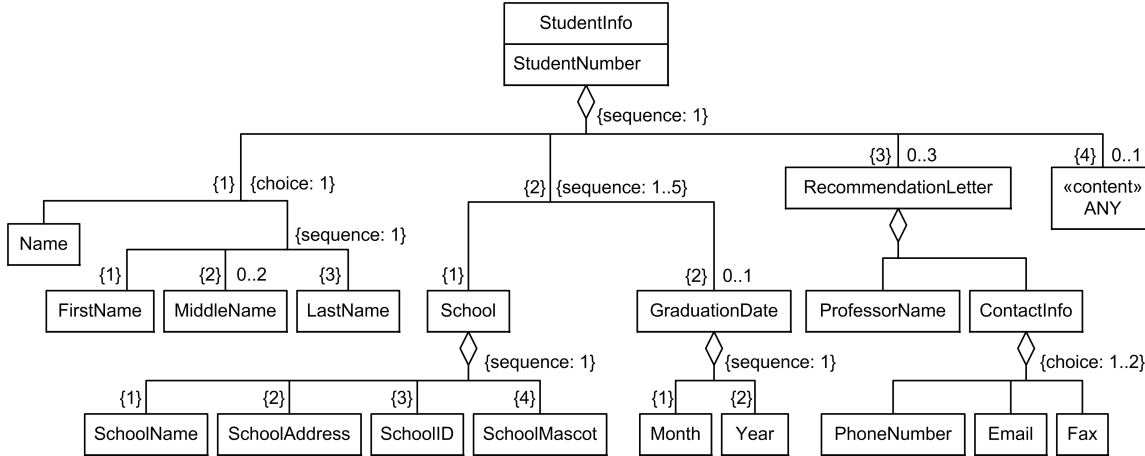 StudentInfo
StudentNumber
{sequence: 1}
{1} {choice: 1}
{2} {sequence: 1..5}
{3} 0..3
{4} 0..1
RecommendationLetter
«content»
ANY
Name
{sequence: 1}
{1}
{2} 0..2
{3}
{1}
{2} 0..1
FirstName
MiddleName
LastName
School
GraduationDate
ProfessorName
ContactInfo
{sequence: 1}
{sequence: 1}
{choice: 1..2}
{1}
{2}
{3}
{4}
{1}
{2}
SchoolName
SchoolAddress
SchoolID
SchoolMascot
Month
Year
PhoneNumber
Email
Fax